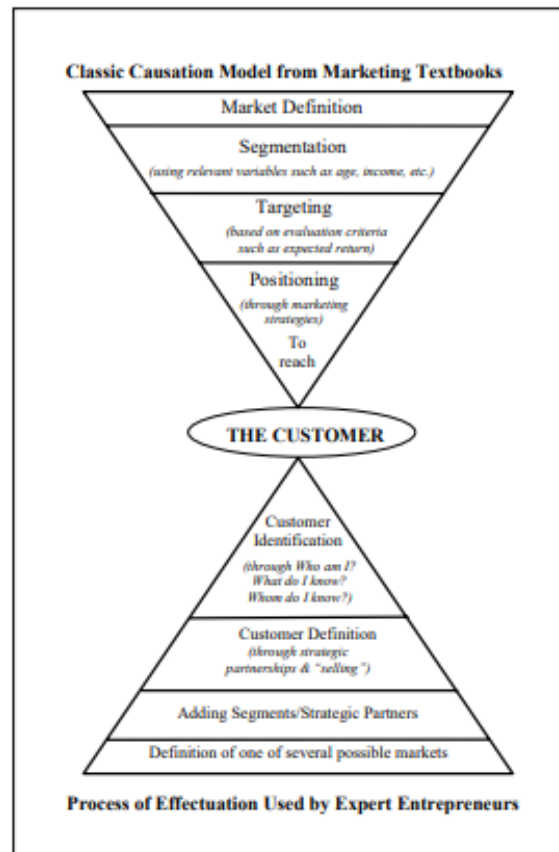 Classic Causation Model from Marketing Textbooks
Market Definition
Segmentation
(using relevant variables such as age, income, etc.)
Targeting
(based on evaluation criteria
such as expected return)
Positioning
(through marketing
strategies)
To
reach
THE CUSTOMER
Customer
Identification
(through Who am I?
What do I know?
Whom do I know?)
Customer Definition
(through strategic
partnerships & “selling”)
Adding Segments/Strategic Partners
Definition of one of several possible markets
Process of Effectuation Used by Expert Entrepreneurs